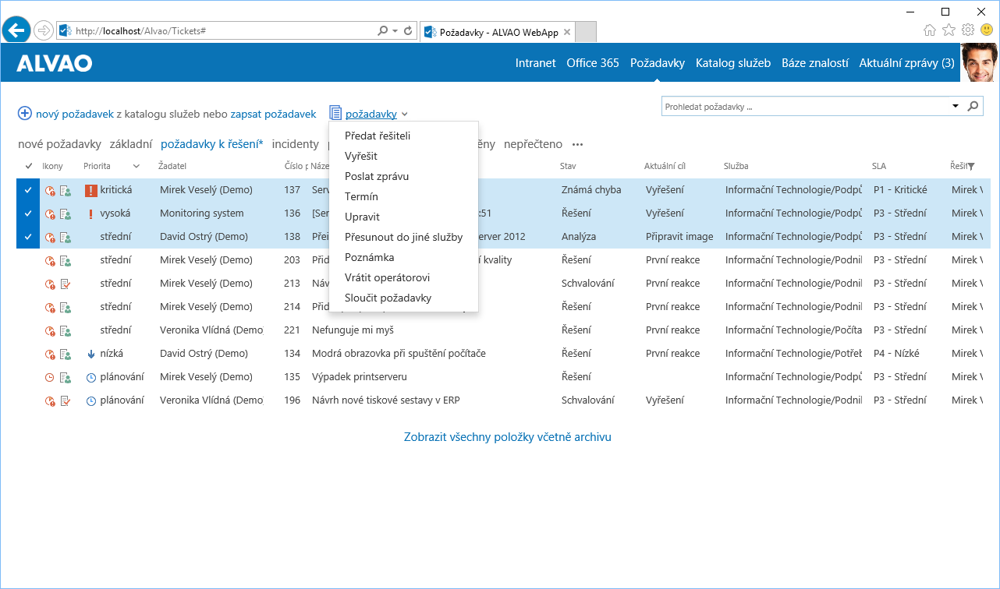 http://localhost/Alvao/Tickets#
Požadavky - ALVAO WebApp
ALVAO
Intranet Office 365 Požadavky Katalog služeb Báze znalostí Aktuální zprávy (3)
Prohledat požadavky ...
nový požadavek z katalogu služeb nebo zapsat požadavek požadavky
Předat řešiteli
Vyřešit
Poslat zprávu
Termín
Upravit
Přesunout do jiné služby
Poznámka
Vrátit operátorovi
Sloučit požadavky
nové požadavky základní požadavky k řešení* incidenty nepřečteno ...
Ikony Priorita Žadatel Číslo Náze Stav Aktuální cíl Služba SLA Řešit
kritická Mirek Veselý (Demo) 137 Serv Známá chyba Vyřešení Informační Technologie/Podpů P1 - Kritické Mirek V
vysoká Monitoring system 136 [Ser :51 Řešení Vyřešení Informační Technologie/Podpů P3 - Střední Mirek V
střední David Ostrý (Demo) 138 Přei erver 2012 Analýza Připravit image Informační Technologie/Podpů P3 - Střední Mirek V
střední Mirek Veselý (Demo) 203 Přid í kvality Řešení První reakce Informační Technologie/Podnil P3 - Střední Mirek V
střední Mirek Veselý (Demo) 213 Náv Schvalování První reakce Informační Technologie/Podnil P3 - Střední Mirek V
střední Mirek Veselý (Demo) 214 Přid Řešení První reakce Informační Technologie/Podnil P3 - Střední Mirek V
střední Veronika Vlídná (Demo) 221 Nefunguje mi myš Řešení První reakce Informační Technologie/Počíta P3 - Střední Mirek V
nízká David Ostrý (Demo) 134 Modrá obrazovka při spuštění počítače Řešení První reakce Informační Technologie/Potřeb P4 - Nízké Mirek V
plánování Mirek Veselý (Demo) 135 Výpadek printserveru Řešení Informační Technologie/Podpů P3 - Střední Mirek V
plánování Veronika Vlídná (Demo) 196 Návrh nové tiskové sestavy v ERP Schvalování Vyřešení Informační Technologie/Podnil P3 - Střední Mirek V
Zobrazit všechny položky včetně archivu